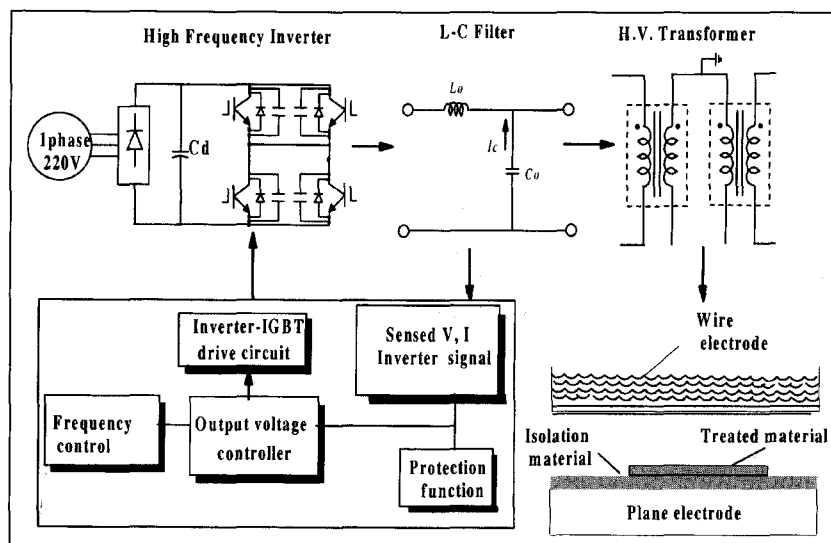 High Frequency Inverter
L-C Filter
H.V. Transformer
1phase
220V
Cd
Lo
Ic
Co
Inverter-IGBT
drive circuit
Sensed V, I
Inverter signal
Frequency
control
Output voltage
controller
Protection
function
Wire
electrode
Isolation
material
Treated material
Plane electrode